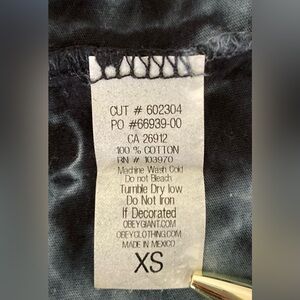 CUT # 602304
PO #66939-00
CA 26912
100 % COTTON
RN # 103970
Machine Wash Cold
Do not Bleach
Tumble Dry low
Do Not Iron
If Decorated
OBEYGIANT.COM
OBEYCLOTHING.COM
MADE IN MEXICO
XS